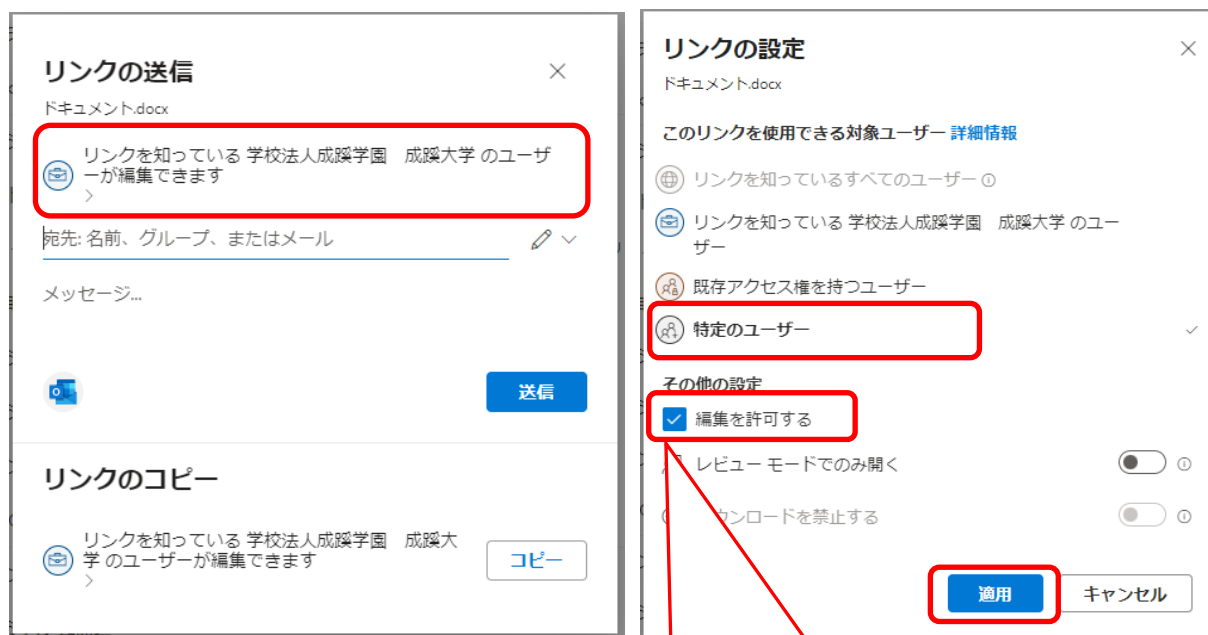 リンクの送信
ドキュメント.docx
リンクを知っている 学校法人成蹊学園　成蹊大学 のユーザ
ーが編集できます
宛先: 名前、グループ、またはメール
メッセージ...
送信
リンクのコピー
リンクを知っている 学校法人成蹊学園　成蹊大
学 のユーザーが編集できます
コピー
リンクの設定
ドキュメント.docx
このリンクを使用できる対象ユーザー 詳細情報
リンクを知っているすべてのユーザー
リンクを知っている 学校法人成蹊学園　成蹊大学 のユー
ザー
既存アクセス権を持つユーザー
特定のユーザー
その他の設定
編集を許可する
レビュー モードでのみ開く
ウンロードを禁止する
適用
キャンセル